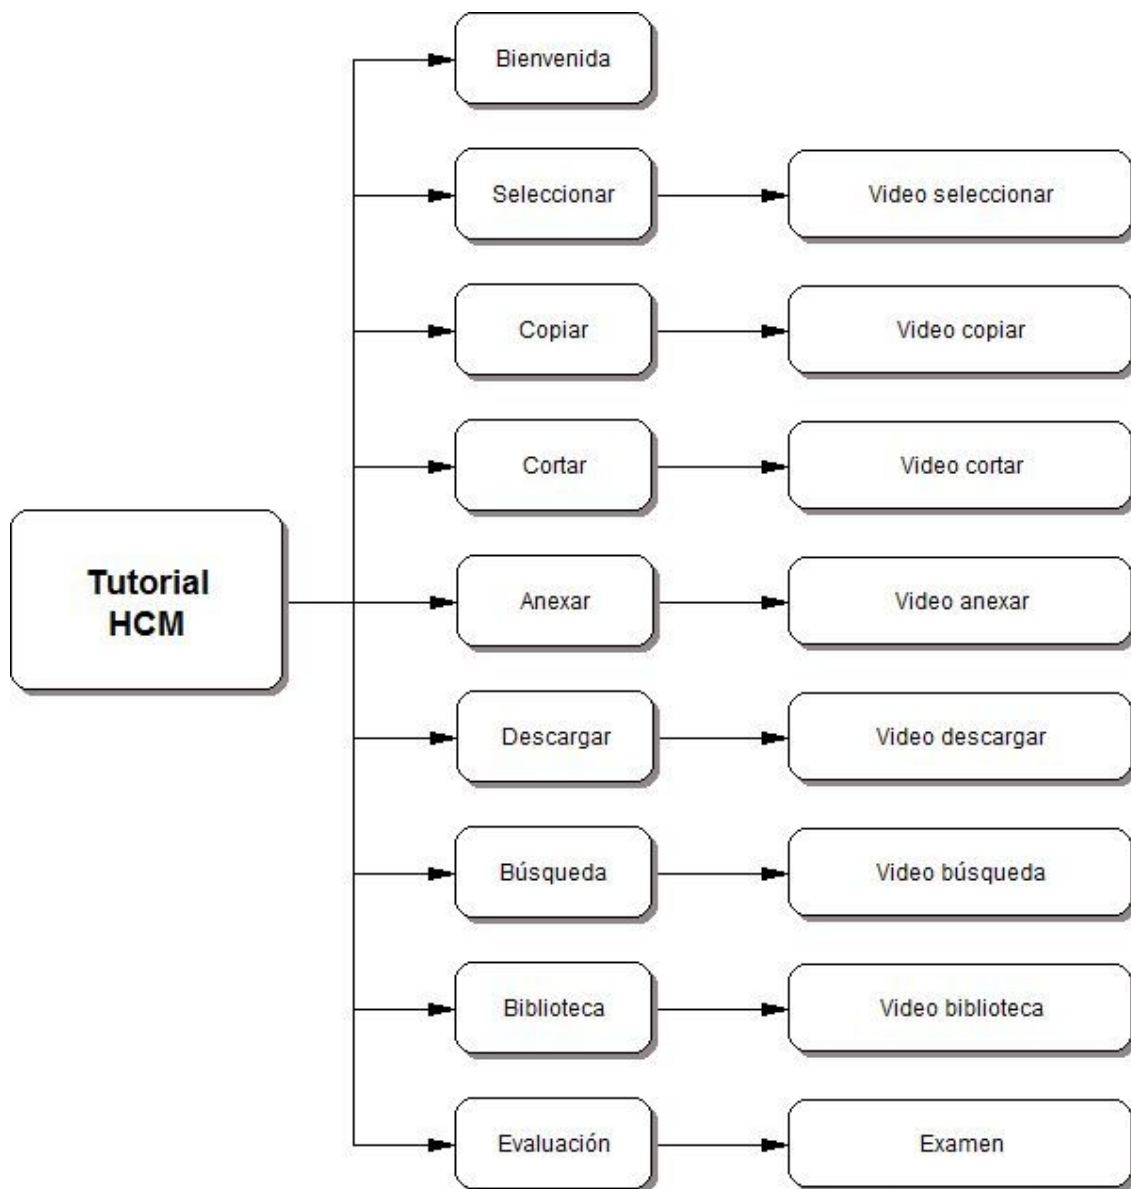 Bienvenida
Seleccionar
Video seleccionar
Copiar
Video copiar
Cortar
Video cortar
Tutorial
HCM
Anexar
Video anexar
Descargar
Video descargar
Búsqueda
Video búsqueda
Biblioteca
Video biblioteca
Evaluación
Examen